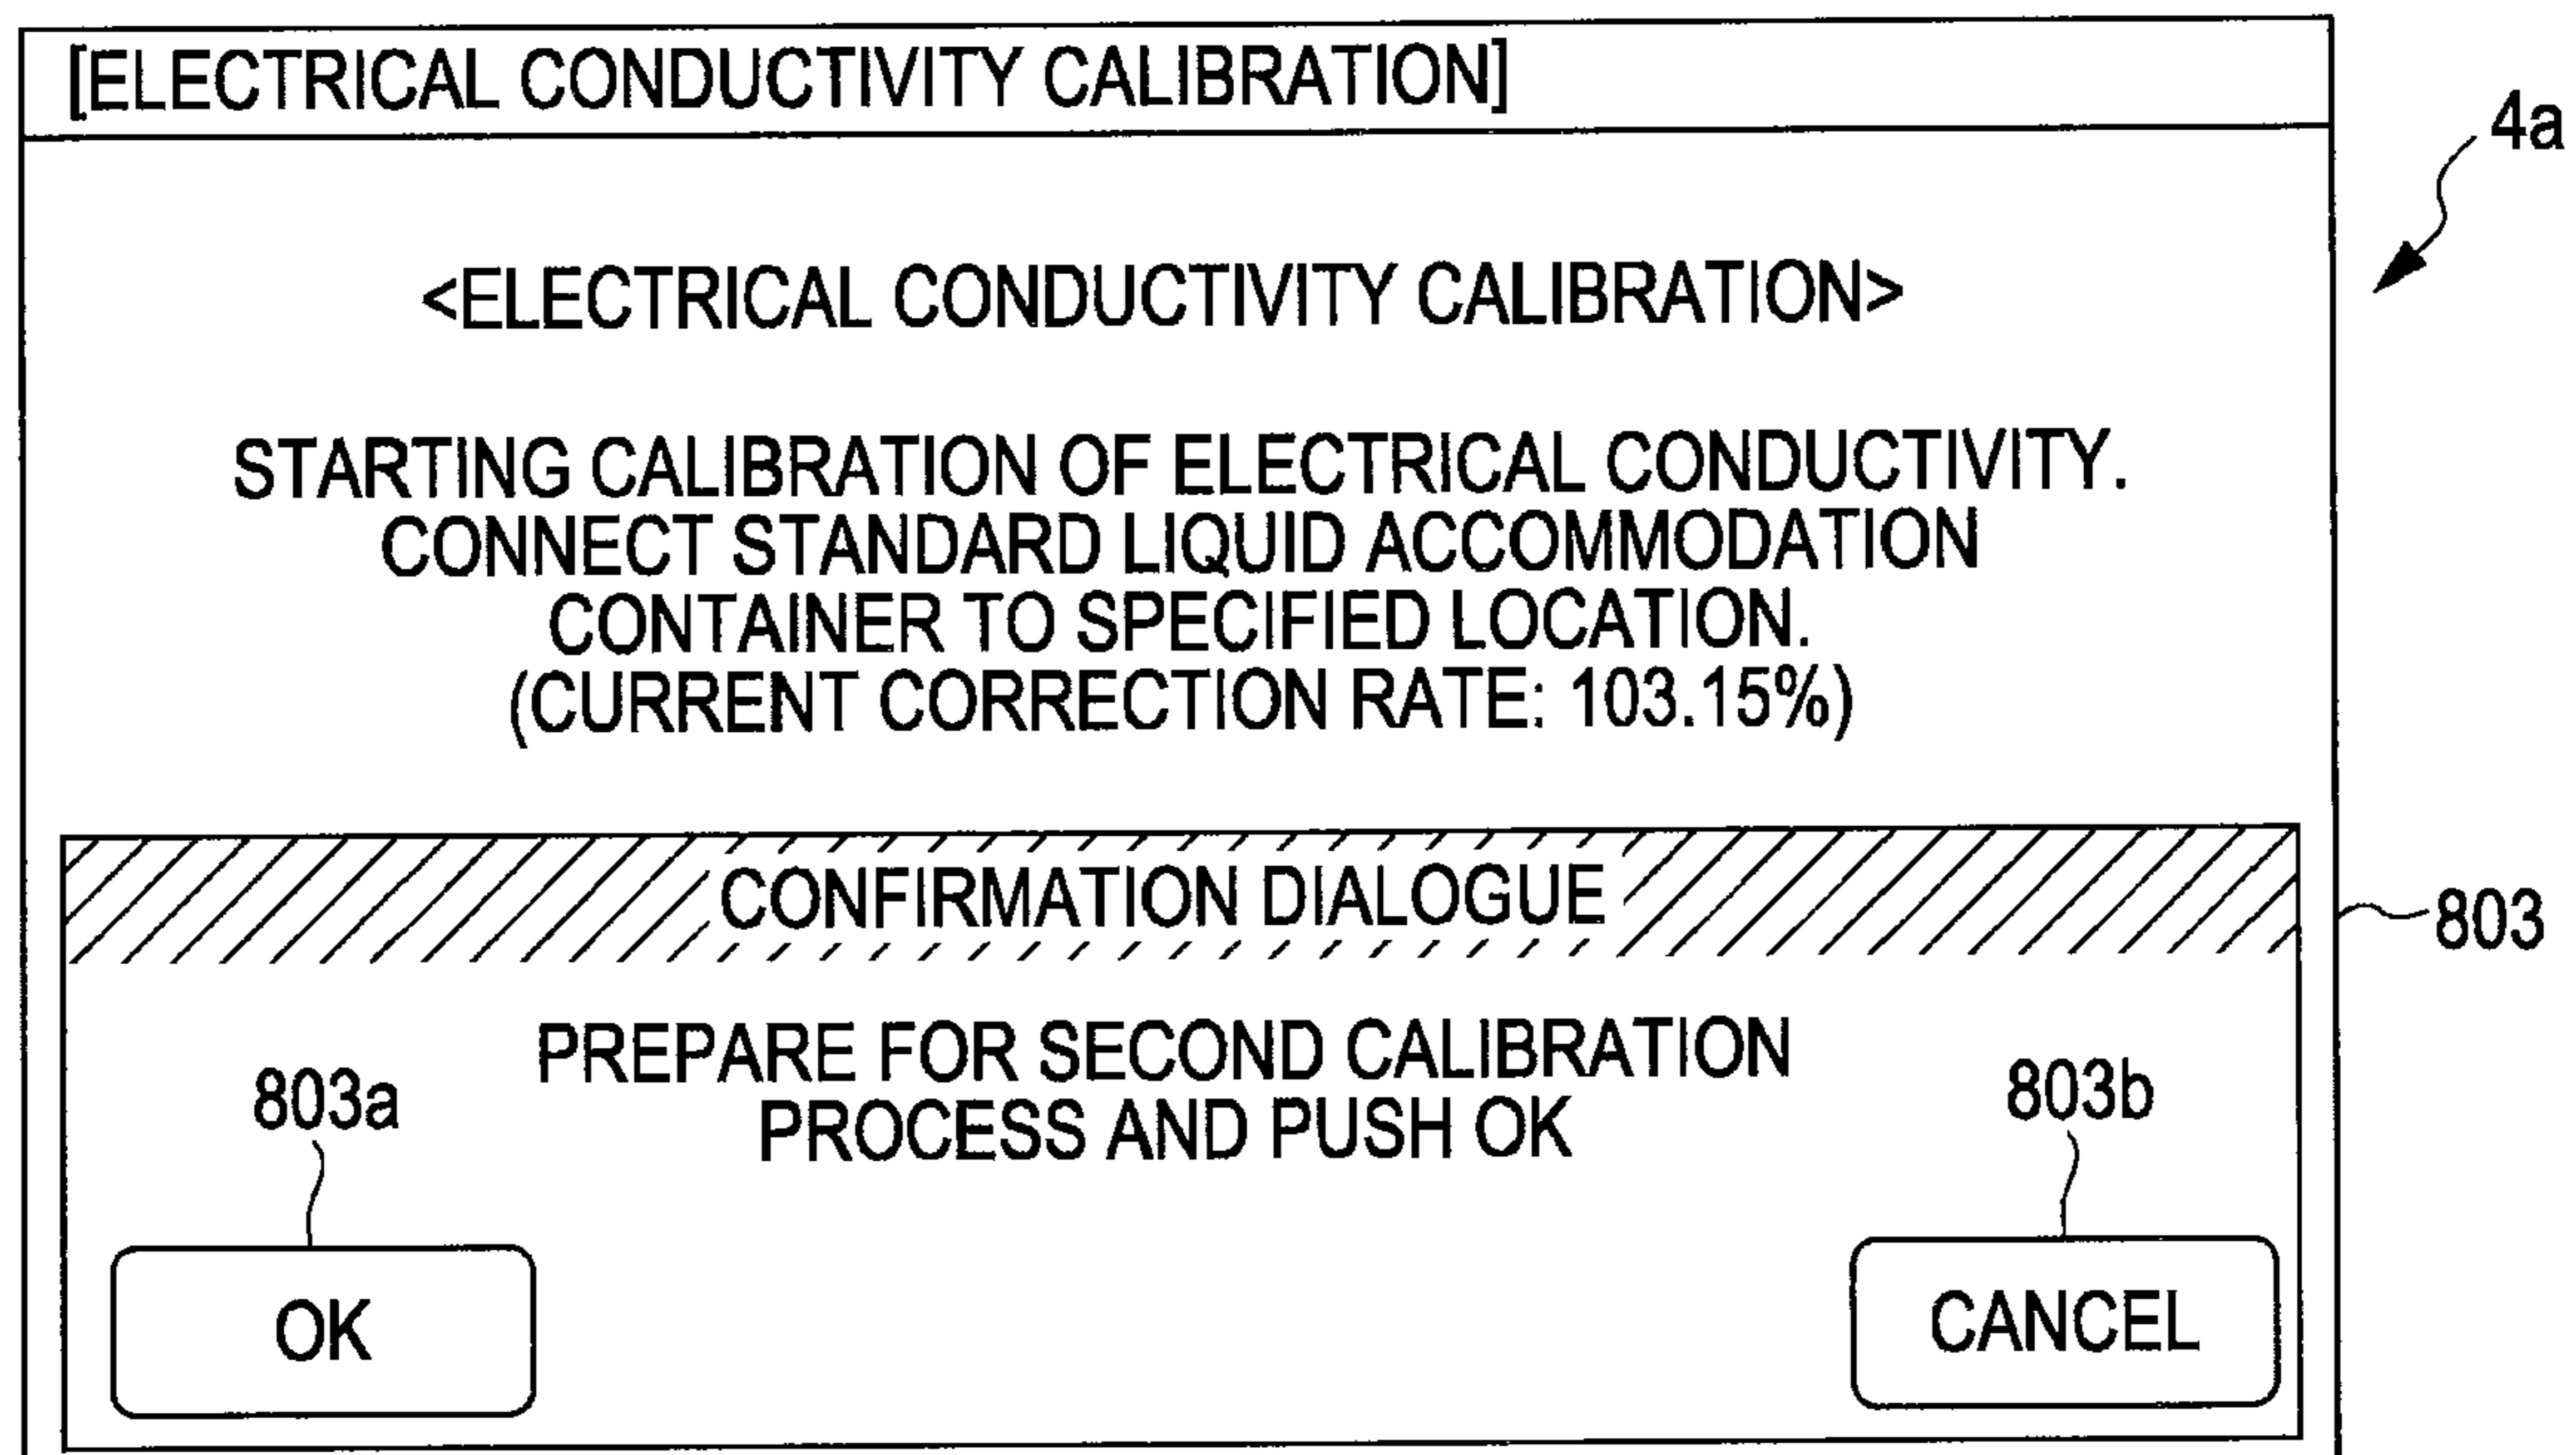 [ELECTRICAL CONDUCTIVITY CALIBRATION]
4a
<ELECTRICAL CONDUCTIVITY CALIBRATION>
STARTING CALIBRATION OF ELECTRICAL CONDUCTIVITY.
CONNECT STANDARD LIQUID ACCOMMODATION
CONTAINER TO SPECIFIED LOCATION.
(CURRENT CORRECTION RATE: 103.15%)
CONFIRMATION DIALOGUE
803
PREPARE FOR SECOND CALIBRATION
PROCESS AND PUSH OK
803a
803b
OK
CANCEL